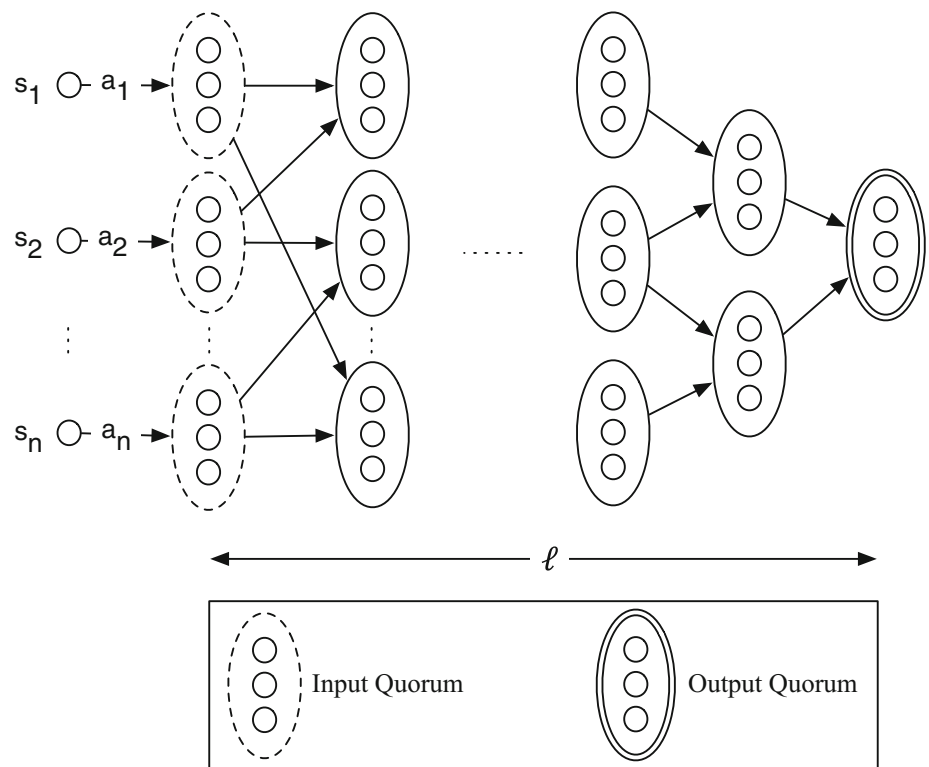 s₁ a₁
s₂ a₂
sₙ aₙ
ℓ
Input Quorum
Output Quorum